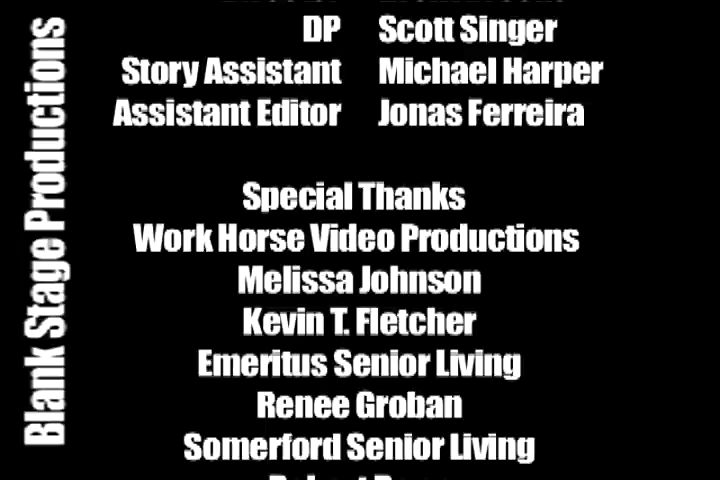 Blank Stage Productions
DP Scott Singer
Story Assistant Michael Harper
Assistant Editor Jonas Ferreira
Special Thanks
Work Horse Video Productions
Melissa Johnson
Kevin T. Fletcher
Emeritus Senior Living
Renee Groban
Somerford Senior Living